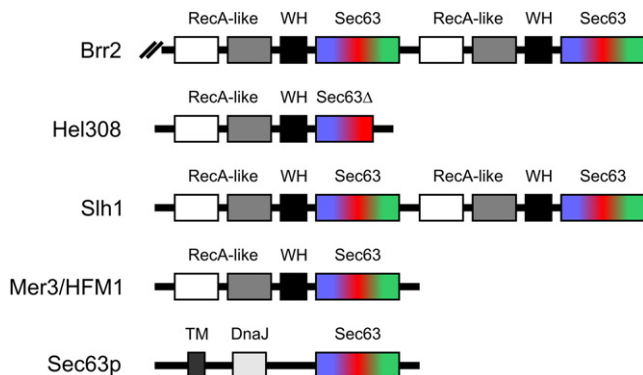 RecA-like WH Sec63 RecA-like WH Sec63
Brr2
RecA-like WH Sec63Δ
Hel308
RecA-like WH Sec63 RecA-like WH Sec63
Slh1
RecA-like WH Sec63
Mer3/HFM1
TM DnaJ Sec63
Sec63p